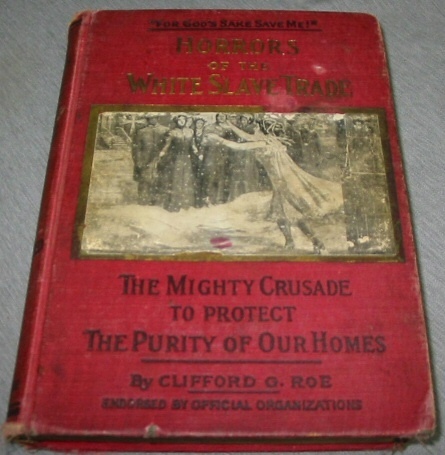 "FOR GOD'S SAKE SAVE ME!"
HORRORS
OF THE
WHITE SLAVE TRADE
THE MIGHTY CRUSADE
TO PROTECT
THE PURITY OF OUR HOMES
By CLIFFORD G. ROE
ENDORSED BY OFFICIAL ORGANIZATIONS